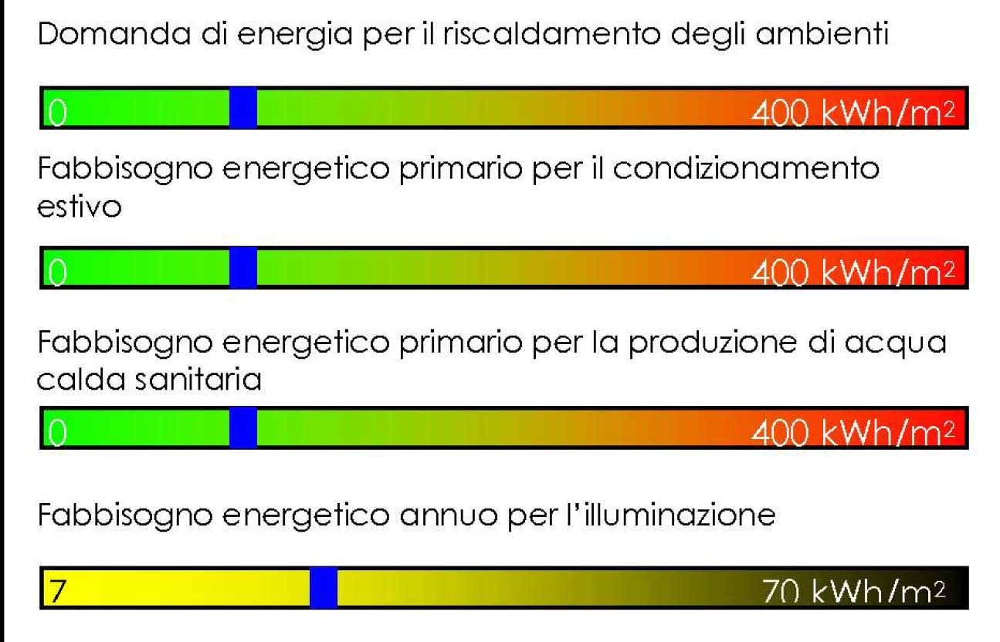 Domanda di energia per il riscaldamento degli ambienti
0 400 kWh/m²
Fabbisogno energetico primario per il condizionamento
estivo
0 400 kWh/m²
Fabbisogno energetico primario per la produzione di acqua
calda sanitaria
0 400 kWh/m²
Fabbisogno energetico annuo per l'illuminazione
7 70 kWh/m²